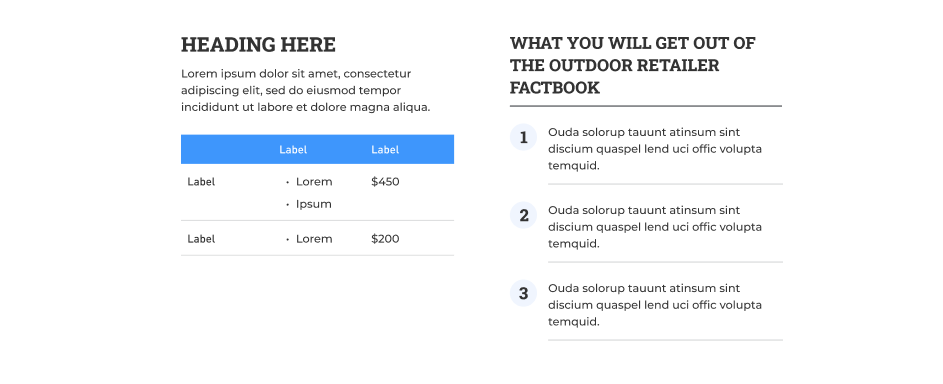 HEADING HERE
Lorem ipsum dolor sit amet, consectetur
adipiscing elit, sed do eiusmod tempor
incididunt ut labore et dolore magna aliqua.
Label Label
Label • Lorem $450
• Ipsum
Label • Lorem $200
WHAT YOU WILL GET OUT OF
THE OUTDOOR RETAILER
FACTBOOK
1 Ouda solorup tauunt atinsum sint
discium quaspel lend uci offic volupta
temquid.
2 Ouda solorup tauunt atinsum sint
discium quaspel lend uci offic volupta
temquid.
3 Ouda solorup tauunt atinsum sint
discium quaspel lend uci offic volupta
temquid.